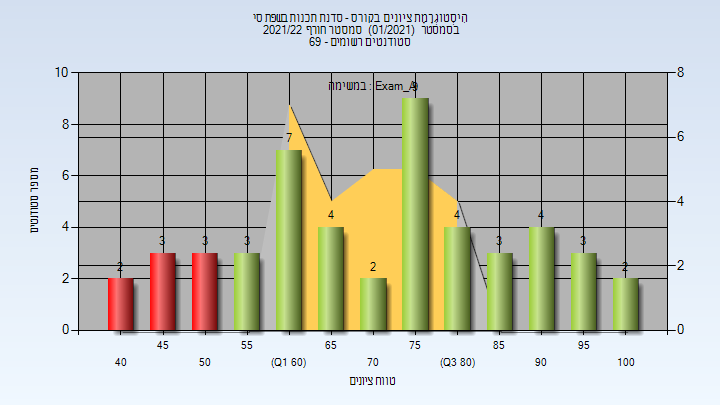 היסטוגרמת ציונים בקורס - סדנת תכנות בשפת סי
בסמסטר (01/2021) סמסטר חורף 2021/22
סטודנטים רשומים - 69
במשימה : Exam_A
מספר סטודנטים
10 8 6 4 2 0
8 6 4 2 0
2 3 3 3 7 4 2 9 4 3 4 3 2
45 55 65 75 85 95
40 50 (Q1 60) 70 (Q3 80) 90 100
טווח ציונים